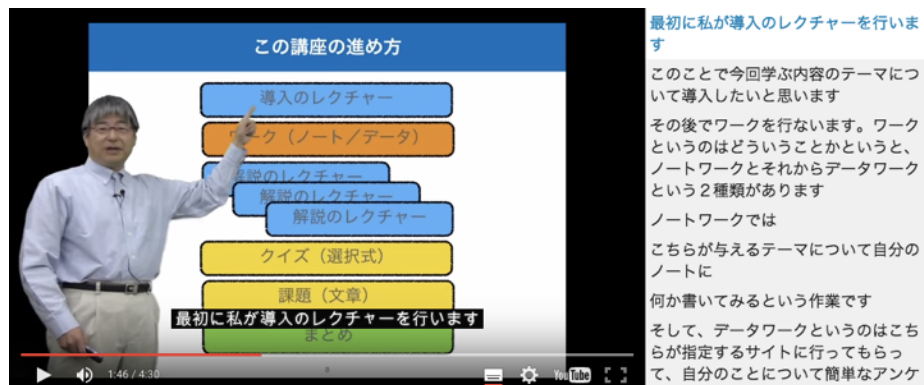 この講座の進め方
導入のレクチャー
ワーク（ノート／データ）
解説のレクチャー
解説のレクチャー
解説のレクチャー
クイズ（選択式）
課題（文章）
最初に私が導入のレクチャーを行います
まとめ
1:46 / 4:30
YouTube
最初に私が導入のレクチャーを行いま
す
このことで今回学ぶ内容のテーマにつ
いて導入したいと思います
その後でワークを行ないます。ワーク
というのはどういうことかというと、
ノートワークとそれからデータワーク
という２種類があります
ノートワークでは
こちらが与えるテーマについて自分の
ノートに
何か書いてみるという作業です
そして、データワークというのはこち
らが指定するサイトに行ってもらっ
て、自分のことについて簡単なアンケ